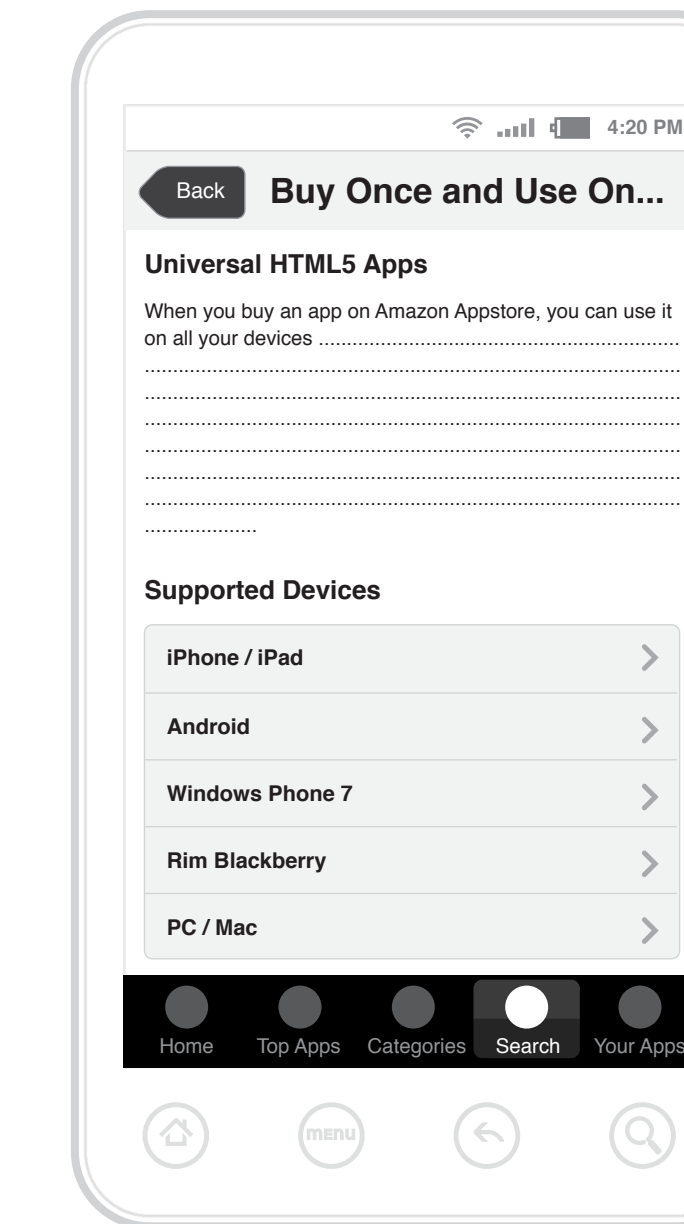 4:20 PM
Back
Buy Once and Use On...
Universal HTML5 Apps
When you buy an app on Amazon Appstore, you can use it
on all your devices ................................................................
...............................................................................................
...............................................................................................
...............................................................................................
...............................................................................................
...............................................................................................
...............................................................................................
....................
Supported Devices
iPhone / iPad
Android
Windows Phone 7
Rim Blackberry
PC / Mac
Home Top Apps Categories Search Your Apps
MENU